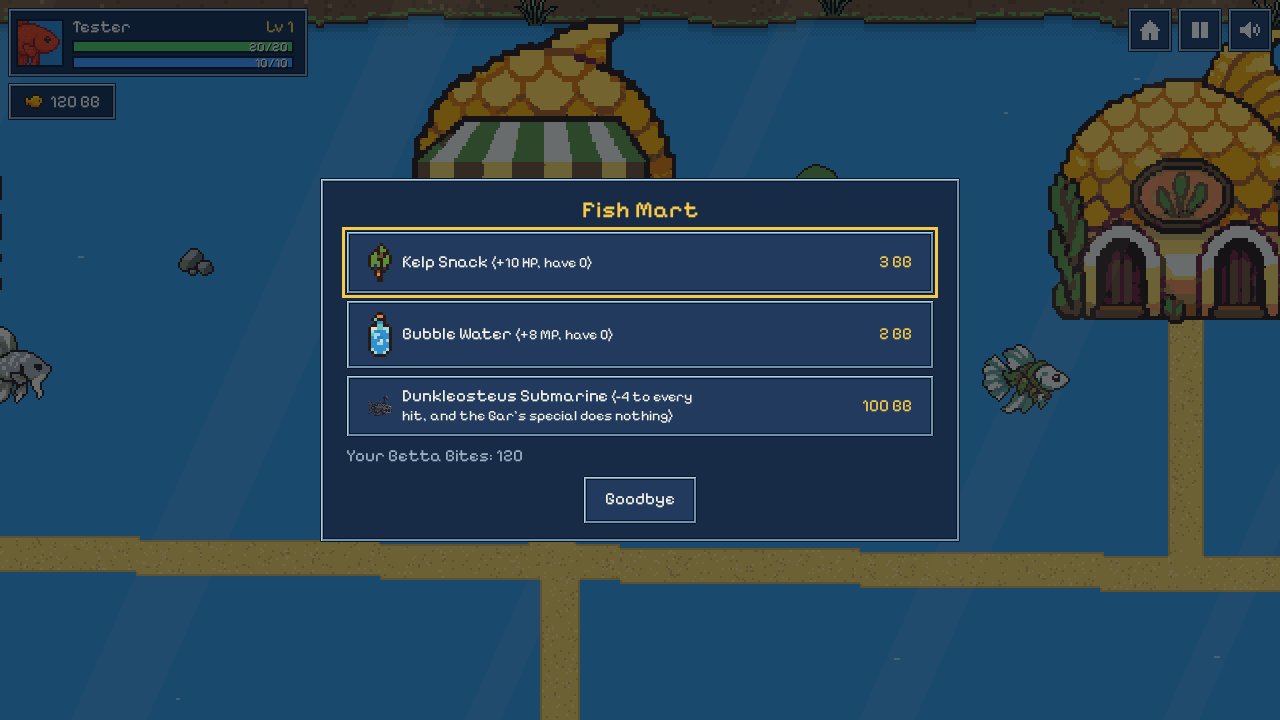 Tester Lv 1
20/20
10/10
120 BB
Fish Mart
Kelp Snack (+10 HP, have 0) 3 BB
Bubble Water (+8 MP, have 0) 2 BB
Dunkleosteus Submarine (-4 to every
hit, and the Gar's special does nothing) 100 BB
Your Betta Bites: 120
Goodbye